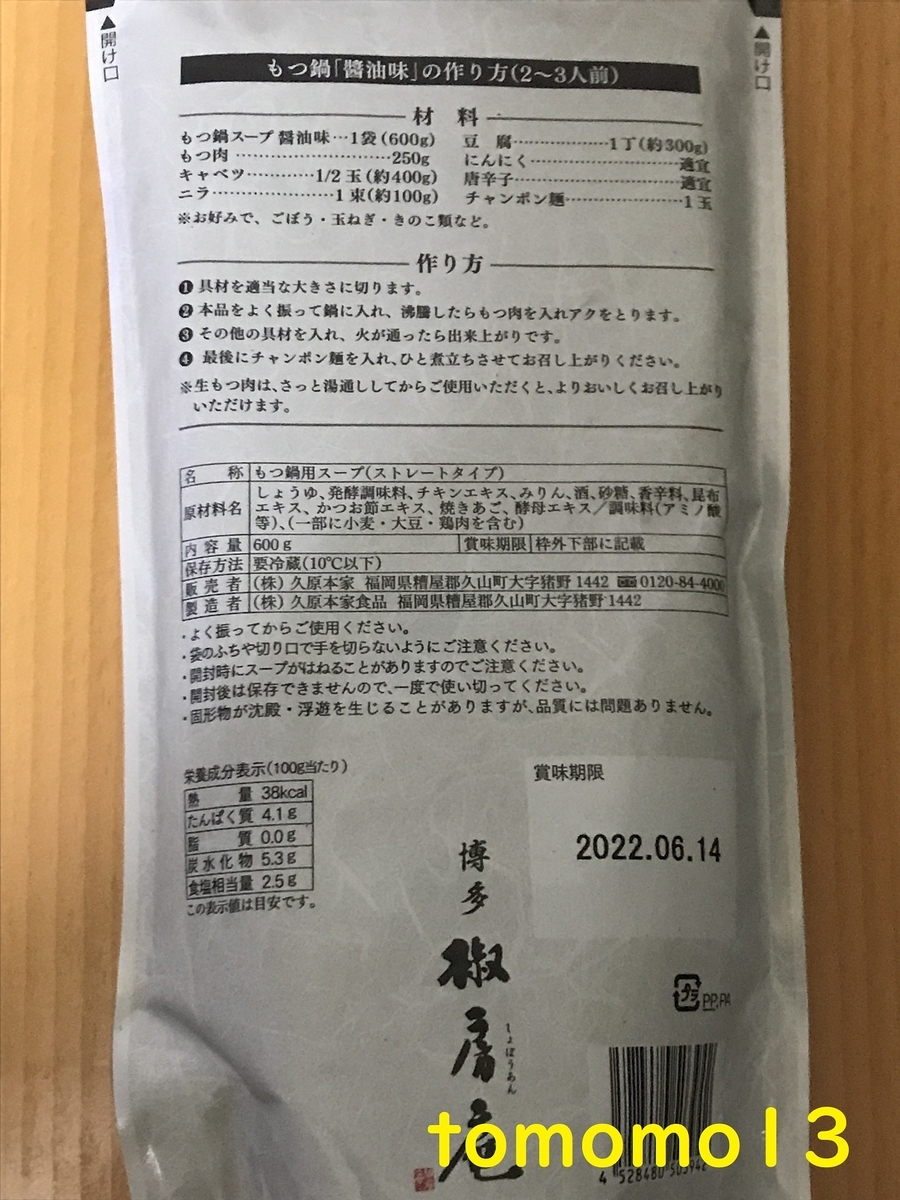 ▲開け口
▲開け口
もつ鍋「醤油味」の作り方(2〜3人前)
材 料
もつ鍋スープ 醤油味…1袋(600g)
もつ肉…………………………250g
キャベツ…………1/2 玉(約400g)
ニラ……………………1 束(約100g)
豆 腐………………1丁(約300g)
にんにく………………………適宜
唐辛子…………………………適宜
チャンポン麺…………………1 玉
※お好みで、ごぼう・玉ねぎ・きのこ類など。
作り方
❶ 具材を適当な大きさに切ります。
❷ 本品をよく振って鍋に入れ、沸騰したらもつ肉を入れアクをとります。
❸ その他の具材を入れ、火が通ったら出来上がりです。
❹ 最後にチャンポン麺を入れ、ひと煮立ちさせてお召し上がりください。
※生もつ肉は、さっと湯通ししてからご使用いただくと、よりおいしくお召し上がり
いただけます。
名 称 もつ鍋用スープ(ストレートタイプ)
原材料名 しょうゆ、発酵調味料、チキンエキス、みりん、酒、砂糖、香辛料、昆布
エキス、かつお節エキス、焼きあご、酵母エキス/調味料(アミノ酸
等)、(一部に小麦・大豆・鶏肉を含む)
内 容 量 600g 賞味期限 枠外下部に記載
保存方法 要冷蔵(10℃以下)
販 売 者 (株) 久原本家 福岡県糟屋郡久山町大字猪野 1442 0120-84-4000
製 造 者 (株) 久原本家食品 福岡県糟屋郡久山町大字猪野 1442
・よく振ってからご使用ください。
・袋のふちや切り口で手を切らないようにご注意ください。
・開封時にスープがはねることがありますのでご注意ください。
・開封後は保存できませんので、一度で使い切ってください。
・固形物が沈殿・浮遊を生じることがありますが、品質には問題ありません。
栄養成分表示(100g当たり)
熱 量 38kcal
たんぱく質 4.1g
脂 質 0.0g
炭水化物 5.3g
食塩相当量 2.5g
この表示値は目安です。
賞味期限
2022.06.14
博多
椒房庵
しょぼうあん
プラ PP,PA
tomomo13